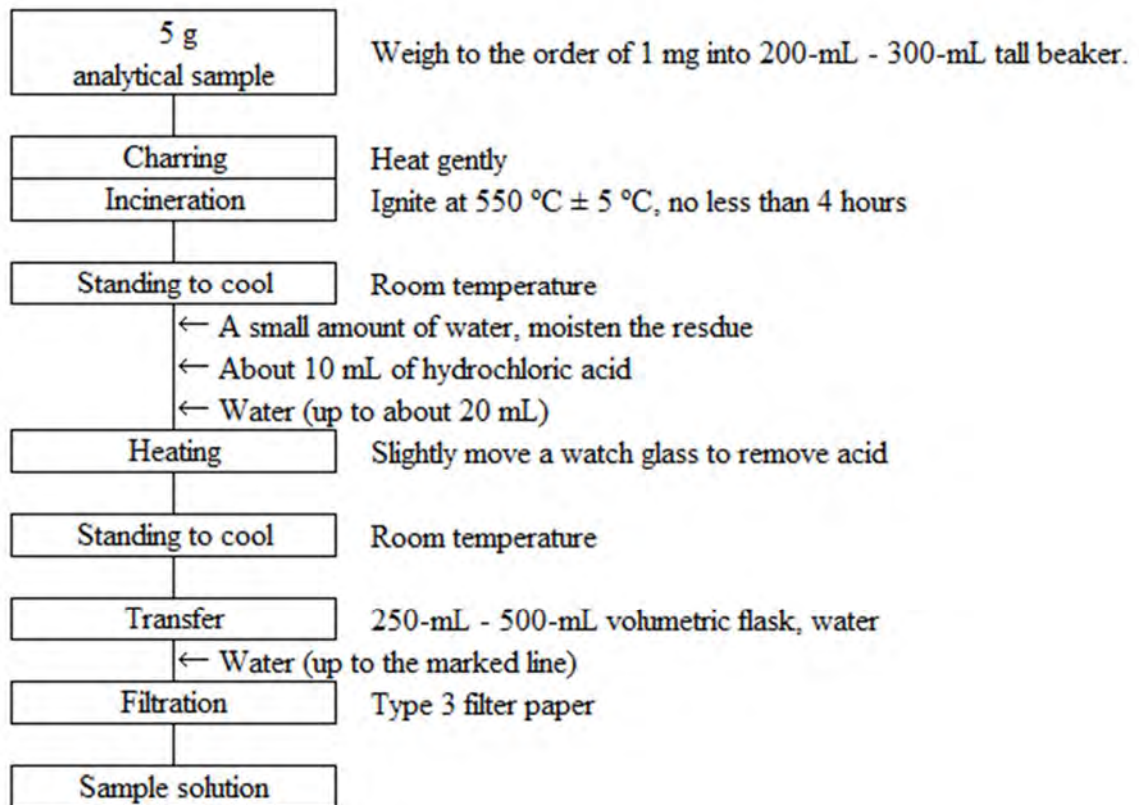 5 g
analytical sample
Weigh to the order of 1 mg into 200-mL - 300-mL tall beaker.
Charring
Heat gently
Incineration
Ignite at 550 ºC ± 5 ºC, no less than 4 hours
Standing to cool
Room temperature
← A small amount of water, moisten the resdue
← About 10 mL of hydrochloric acid
← Water (up to about 20 mL)
Heating
Slightly move a watch glass to remove acid
Standing to cool
Room temperature
Transfer
250-mL - 500-mL volumetric flask, water
← Water (up to the marked line)
Filtration
Type 3 filter paper
Sample solution